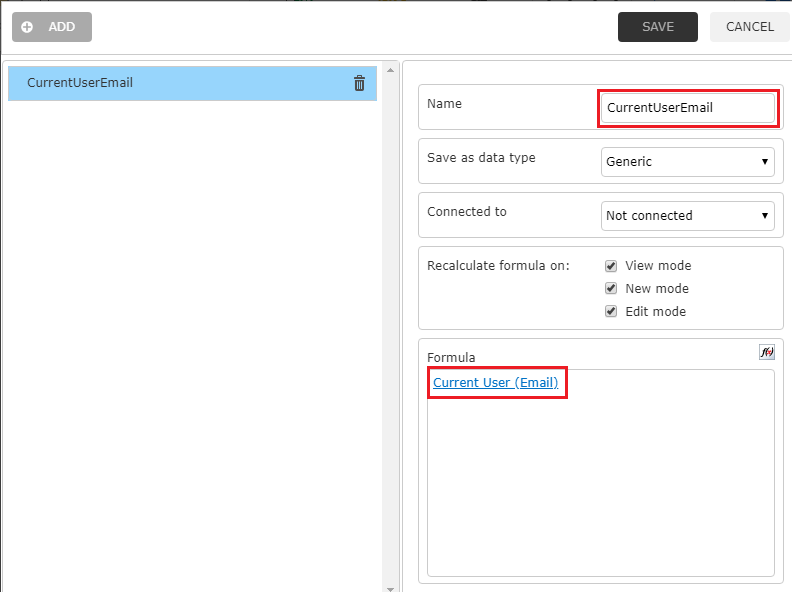 ADD
SAVE
CANCEL
CurrentUserEmail
Name
CurrentUserEmail
Save as data type
Generic
Connected to
Not connected
Recalculate formula on:
View mode
New mode
Edit mode
Formula
f(x)
Current User (Email)